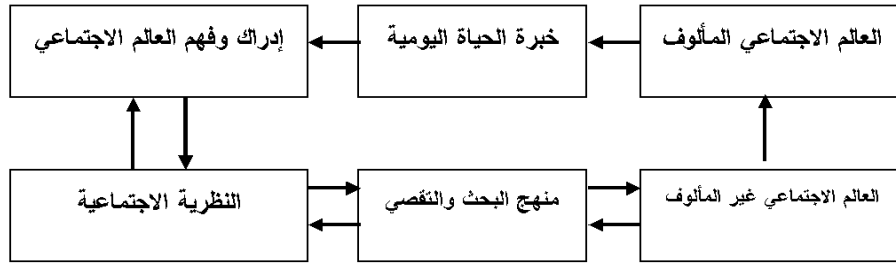 العالم الاجتماعي المألوف
خبرة الحياة اليومية
إدراك وفهم العالم الاجتماعي
العالم الاجتماعي غير المألوف
منهج البحث والتقصي
النظرية الاجتماعية